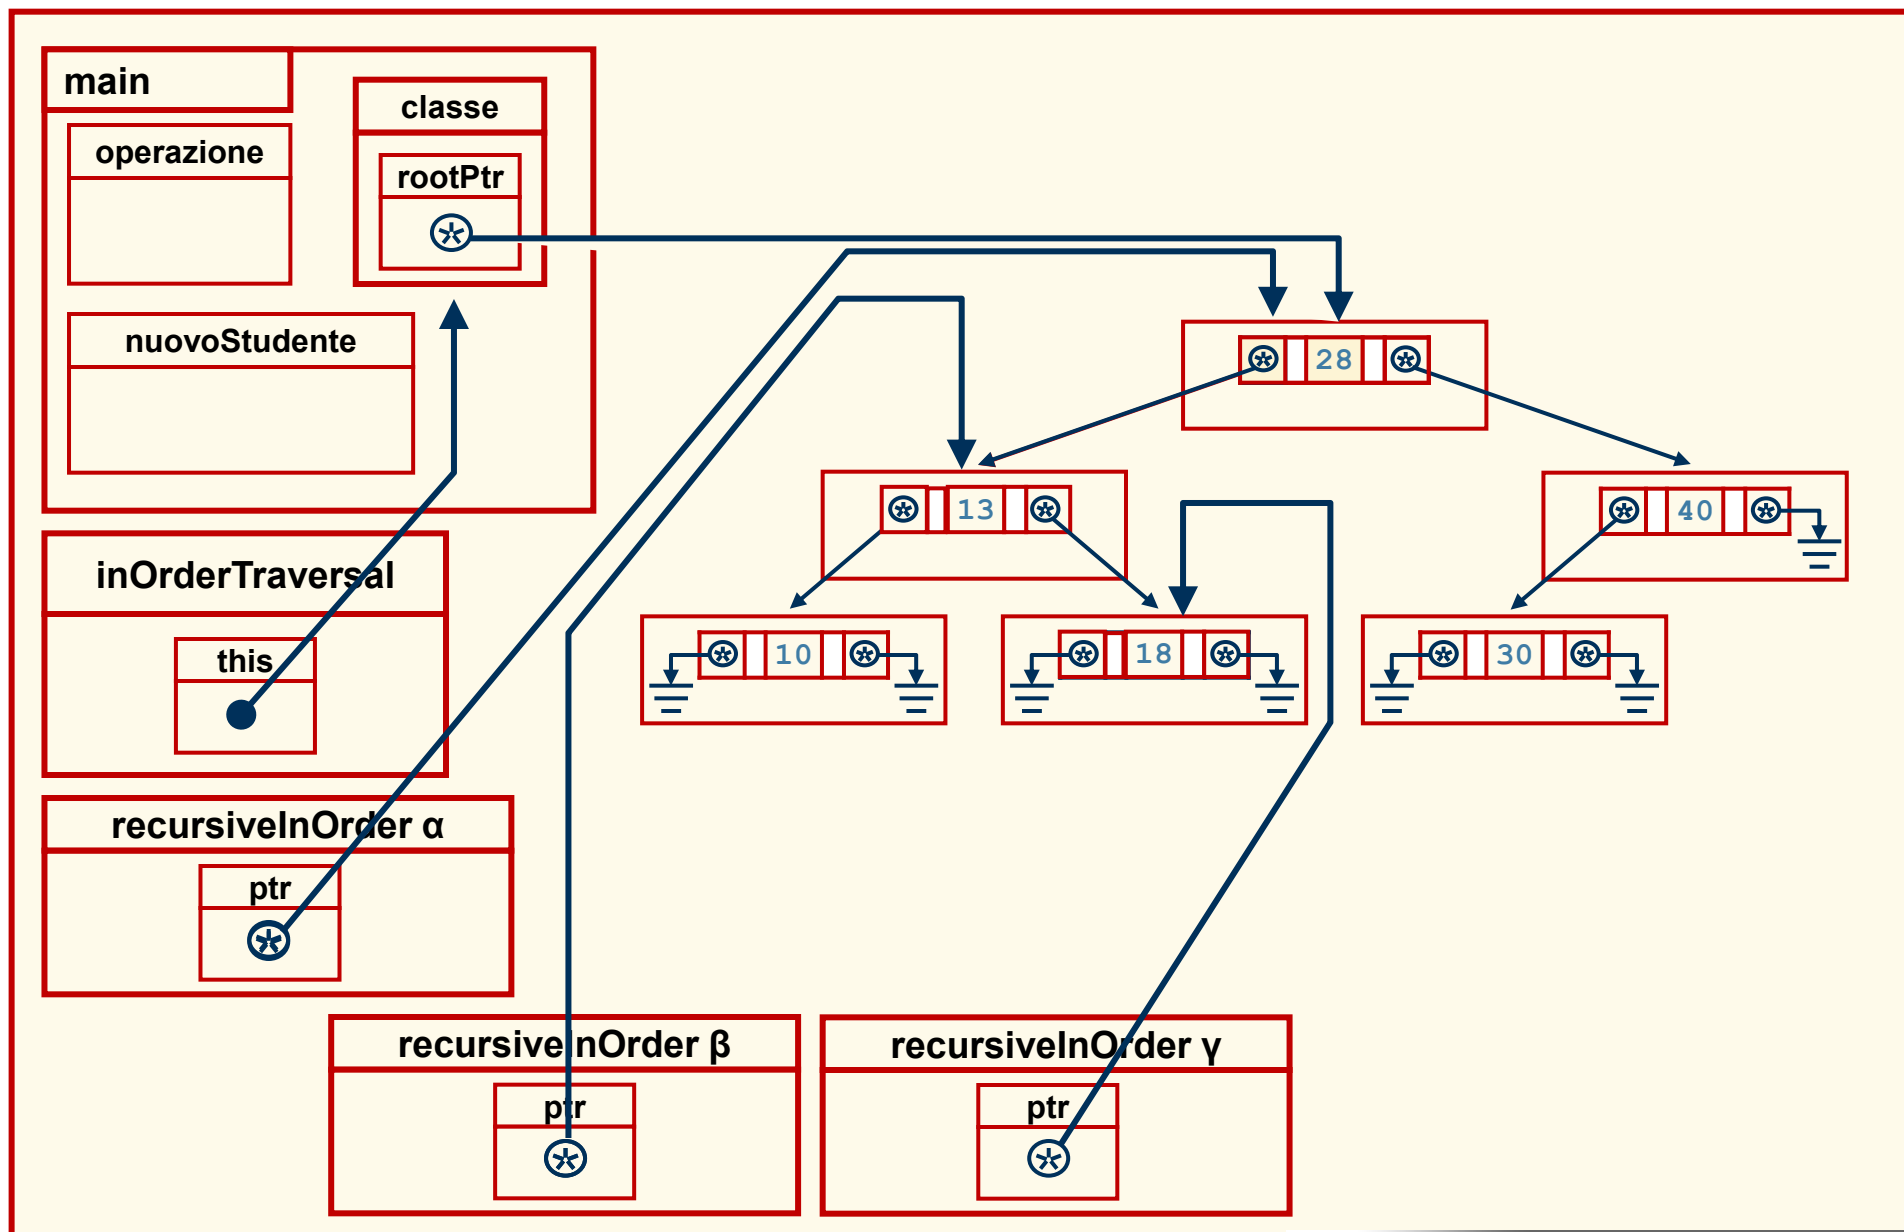 main
classe
operazione
rootPtr
nuovoStudente
28
13
40
inOrderTraversal
this
10
18
30
recursiveInOrder α
ptr
recursiveInOrder β
recursiveInOrder γ
ptr
ptr